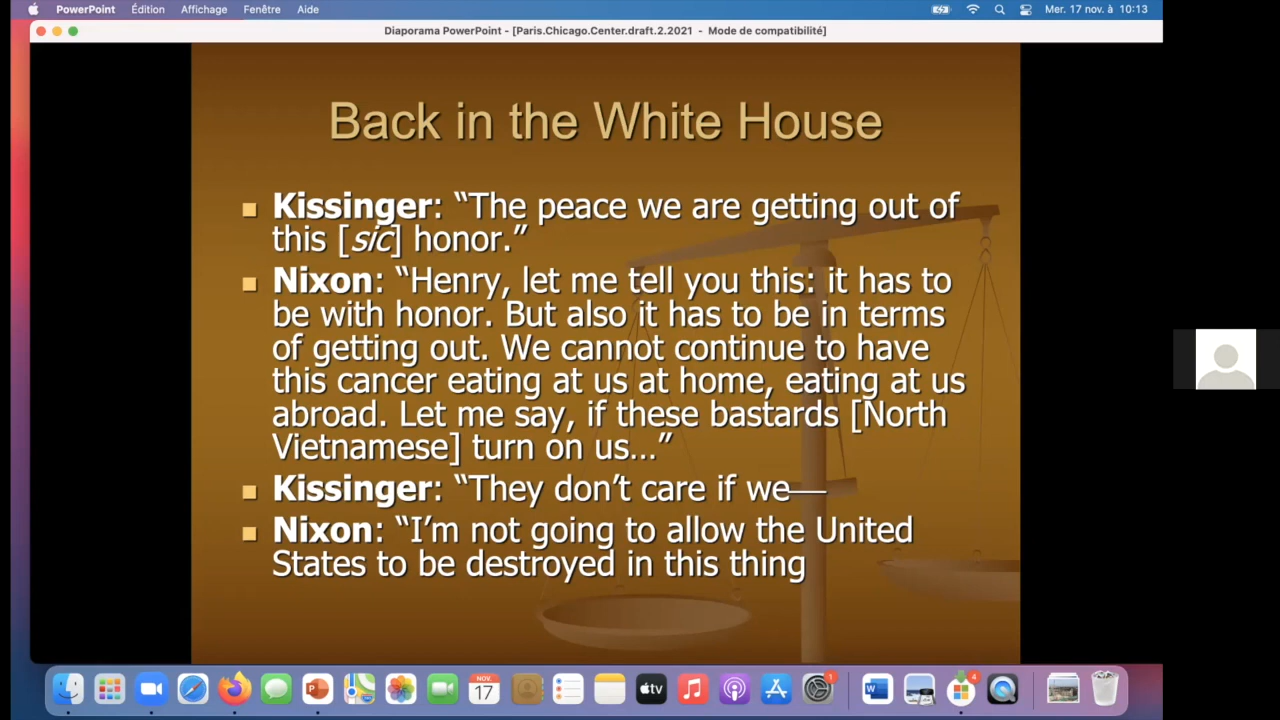 PowerPoint Édition Affichage Fenêtre Aide Mer. 17 nov. à 10:13
Diaporama PowerPoint - [Paris.Chicago.Center.draft.2.2021 - Mode de compatibilité]
Back in the White House
Kissinger: “The peace we are getting out of
this [sic] honor.”
Nixon: “Henry, let me tell you this: it has to
be with honor. But also it has to be in terms
of getting out. We cannot continue to have
this cancer eating at us at home, eating at us
abroad. Let me say, if these bastards [North
Vietnamese] turn on us…”
Kissinger: “They don’t care if we—
Nixon: “I’m not going to allow the United
States to be destroyed in this thing
NOV.
17
tv
1
4